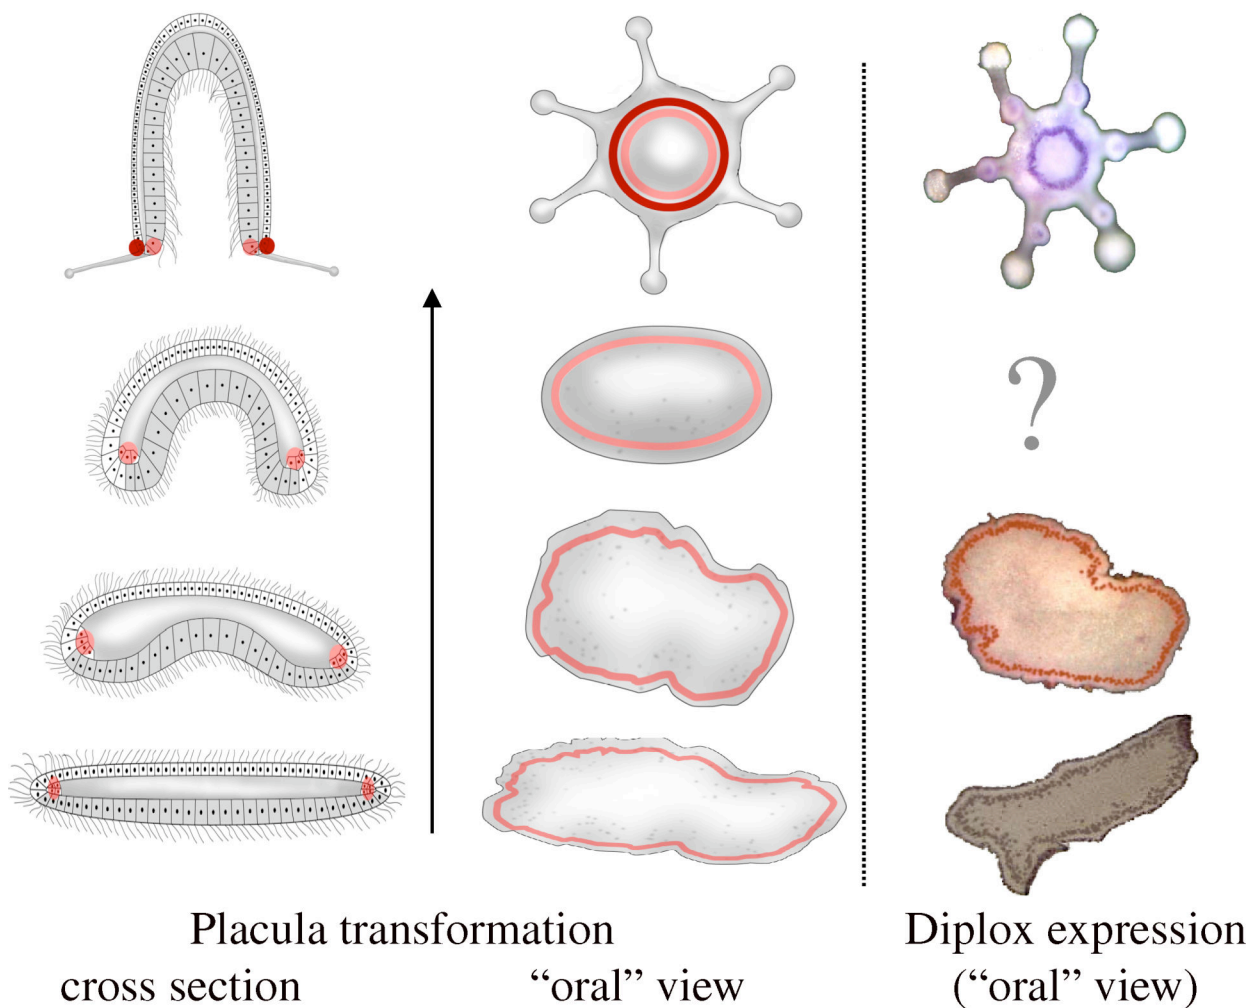 ?
Placula transformation
Diplox expression
cross section
“oral” view
(“oral” view)